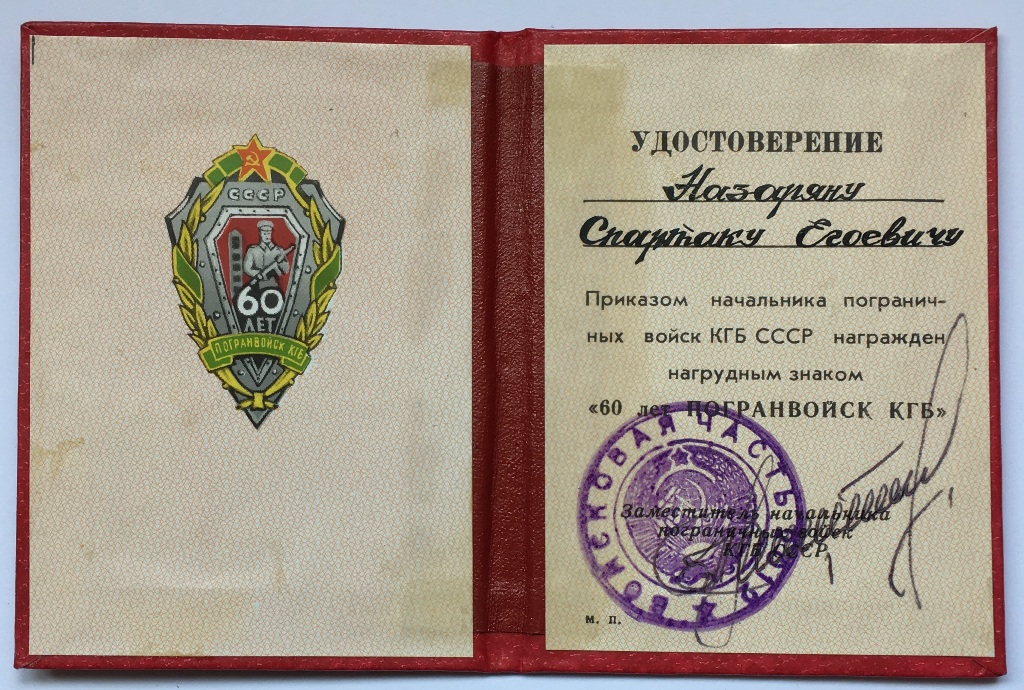 СССР
60
ЛЕТ
ПОГРАНВОЙСК КГБ
УДОСТОВЕРЕНИЕ
Назаряну
Спартаку Егоевичу
Приказом начальника погранич-
ных войск КГБ СССР награжден
нагрудным знаком
«60 лет ПОГРАНВОЙСК КГБ»
ВОЙСКОВАЯ ЧАСТЬ
Заместитель начальника
пограничных войск
КГБ СССР
м. п.